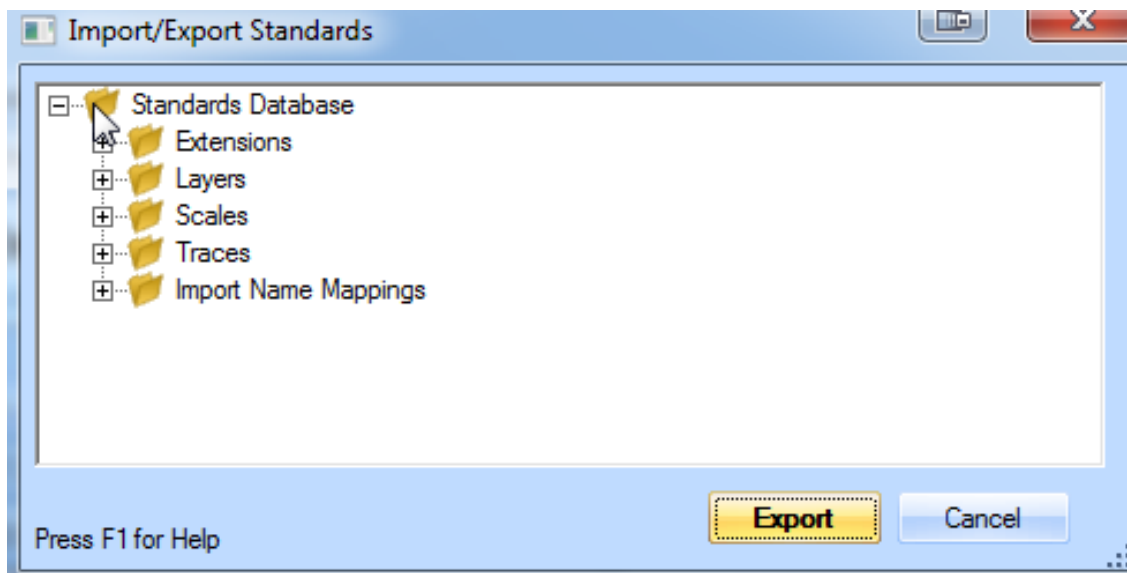 Import/Export Standards
Standards Database
Extensions
Layers
Scales
Traces
Import Name Mappings
Press F1 for Help
Export
Cancel